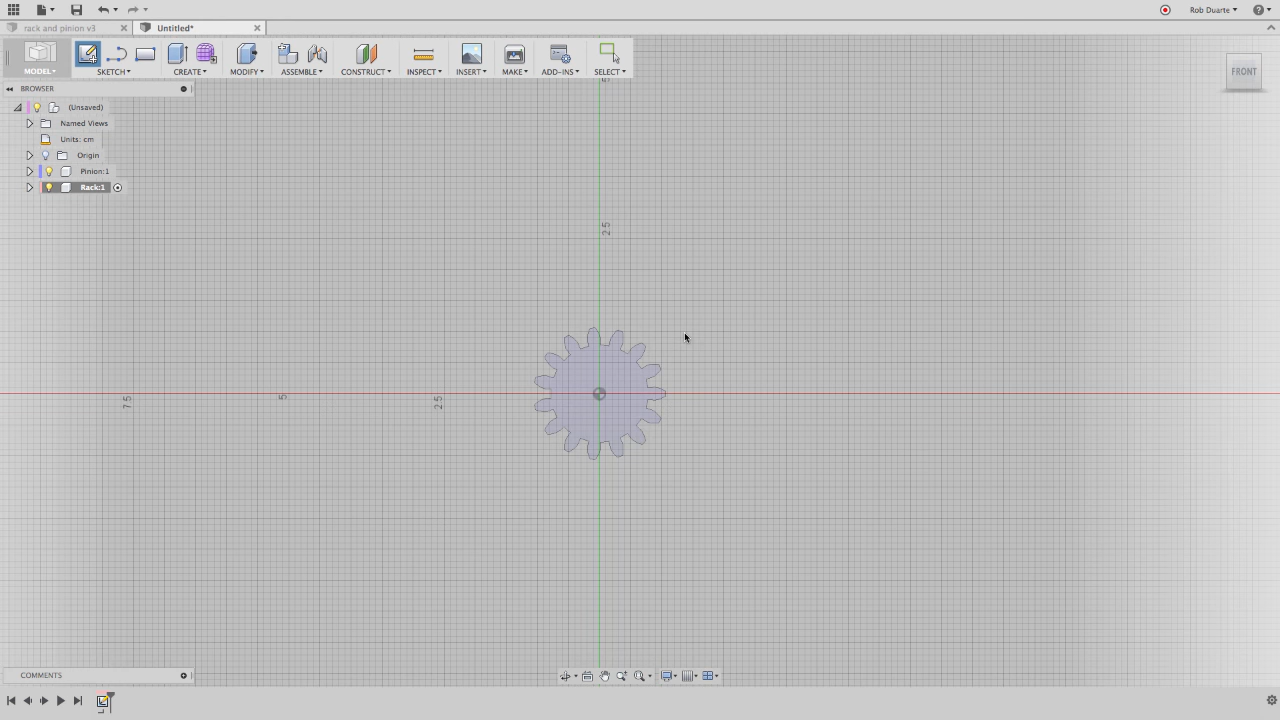 Rob Duarte
rack and pinion v3
Untitled*
MODEL
SKETCH
CREATE
MODIFY
ASSEMBLE
CONSTRUCT
INSPECT
INSERT
MAKE
ADD-INS
SELECT
FRONT
BROWSER
(Unsaved)
Named Views
Units: cm
Origin
Pinion:1
Rack:1
2.5
7.5
5
2.5
COMMENTS